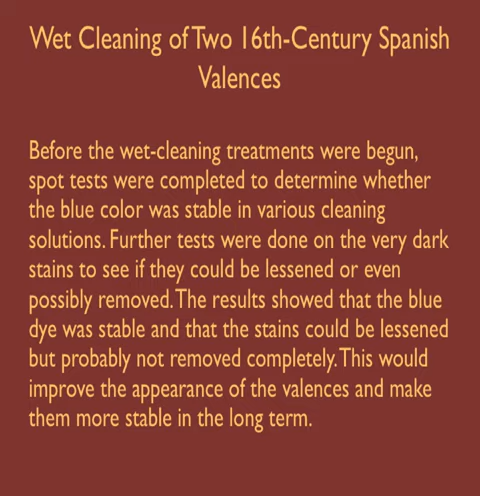 Wet Cleaning of Two 16th-Century Spanish
Valences
Before the wet-cleaning treatments were begun,
spot tests were completed to determine whether
the blue color was stable in various cleaning
solutions. Further tests were done on the very dark
stains to see if they could be lessened or even
possibly removed. The results showed that the blue
dye was stable and that the stains could be lessened
but probably not removed completely. This would
improve the appearance of the valences and make
them more stable in the long term.